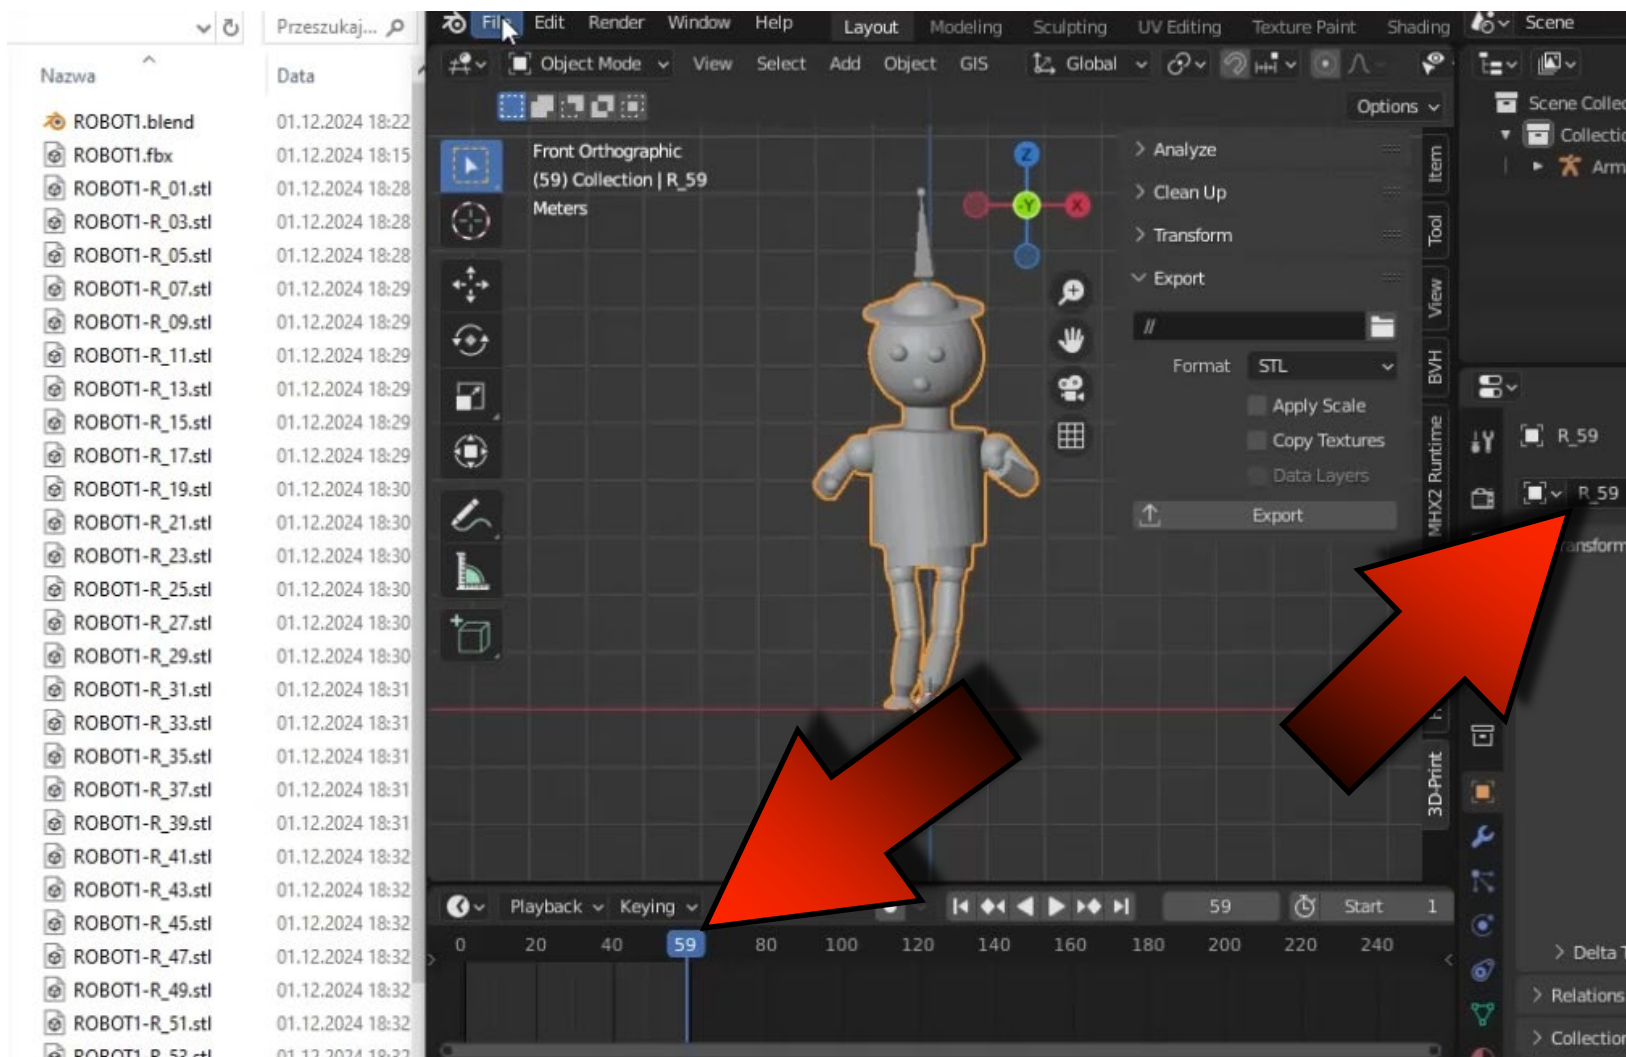 Przeszukaj...
Nazwa Data
ROBOT1.blend 01.12.2024 18:22
ROBOT1.fbx 01.12.2024 18:15
ROBOT1-R_01.stl 01.12.2024 18:28
ROBOT1-R_03.stl 01.12.2024 18:28
ROBOT1-R_05.stl 01.12.2024 18:28
ROBOT1-R_07.stl 01.12.2024 18:29
ROBOT1-R_09.stl 01.12.2024 18:29
ROBOT1-R_11.stl 01.12.2024 18:29
ROBOT1-R_13.stl 01.12.2024 18:29
ROBOT1-R_15.stl 01.12.2024 18:29
ROBOT1-R_17.stl 01.12.2024 18:29
ROBOT1-R_19.stl 01.12.2024 18:30
ROBOT1-R_21.stl 01.12.2024 18:30
ROBOT1-R_23.stl 01.12.2024 18:30
ROBOT1-R_25.stl 01.12.2024 18:30
ROBOT1-R_27.stl 01.12.2024 18:30
ROBOT1-R_29.stl 01.12.2024 18:30
ROBOT1-R_31.stl 01.12.2024 18:31
ROBOT1-R_33.stl 01.12.2024 18:31
ROBOT1-R_35.stl 01.12.2024 18:31
ROBOT1-R_37.stl 01.12.2024 18:31
ROBOT1-R_39.stl 01.12.2024 18:31
ROBOT1-R_41.stl 01.12.2024 18:32
ROBOT1-R_43.stl 01.12.2024 18:32
ROBOT1-R_45.stl 01.12.2024 18:32
ROBOT1-R_47.stl 01.12.2024 18:32
ROBOT1-R_49.stl 01.12.2024 18:32
ROBOT1-R_51.stl 01.12.2024 18:32
ROBOT1-R_53.stl 01.12.2024 18:32
File Edit Render Window Help Layout Modeling Sculpting UV Editing Texture Paint Shading Scene
Object Mode View Select Add Object GIS Global
Options
Front Orthographic
(59) Collection | R_59
Meters
Z
-Y
X
Analyze
Clean Up
Transform
Export
//
Format STL
Apply Scale
Copy Textures
Data Layers
Export
Item
Tool
View
BVH
MHX2 Runtime
3D-Print
Scene Collec
Collectio
Arm
R_59
R_59
ansform
Delta T
Relations
Collection
Playback Keying 59 Start 1
0 20 40 59 80 100 120 140 160 180 200 220 240